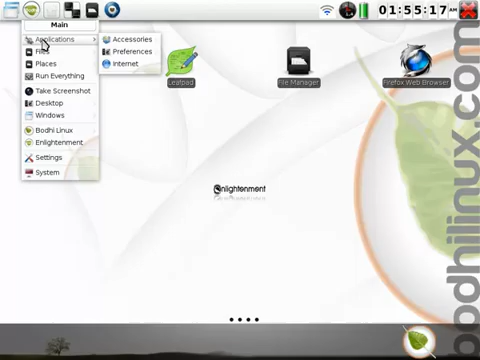 01:55:17 AM
Main
Applications
Files
Places
Run Everything
Take Screenshot
Desktop
Windows
Bodhi Linux
Enlightenment
Settings
System
Accessories
Preferences
Internet
Leafpad
File Manager
Firefox Web Browser
Enlightenment
bodhilinux.com